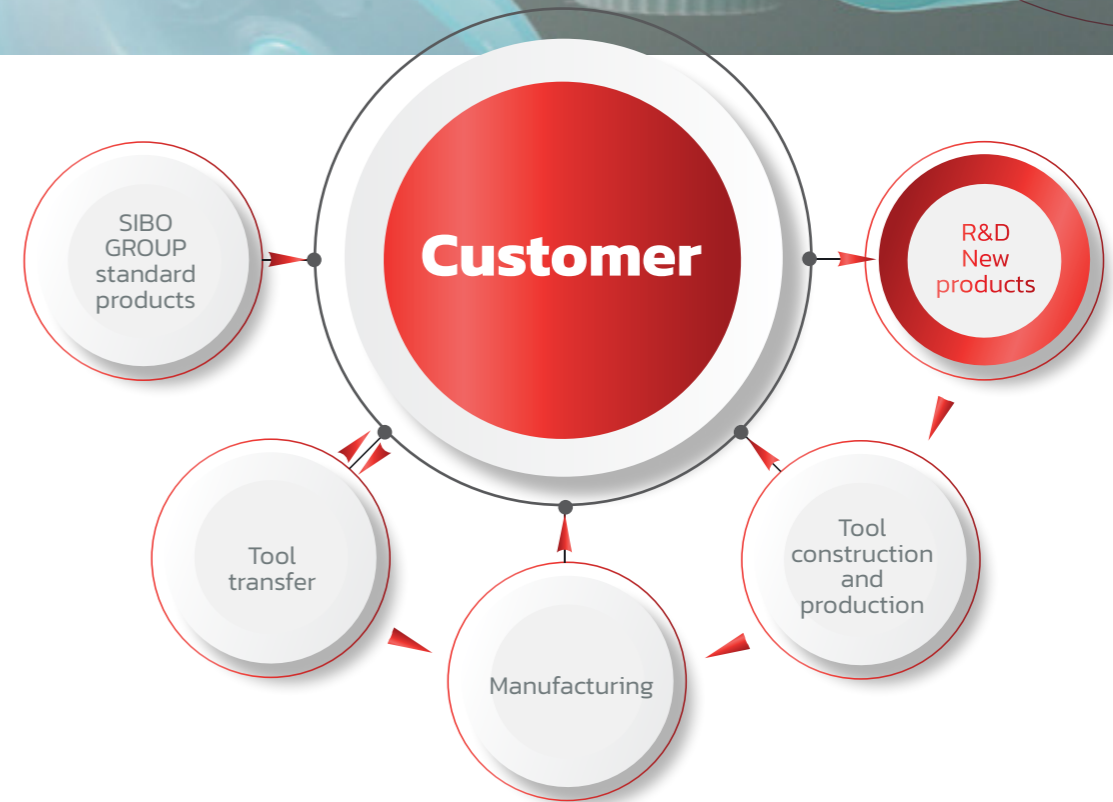 Customer
SIBO
GROUP
standard
products
R&D
New
products
Tool
transfer
Manufacturing
Tool
construction
and
production